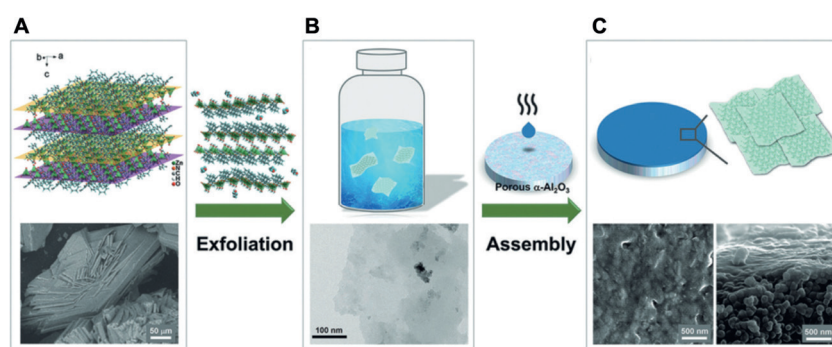 A
B
C
b
a
c
Porous α-Al₂O₃
Exfoliation
Assembly
50 μm
100 nm
500 nm
500 nm